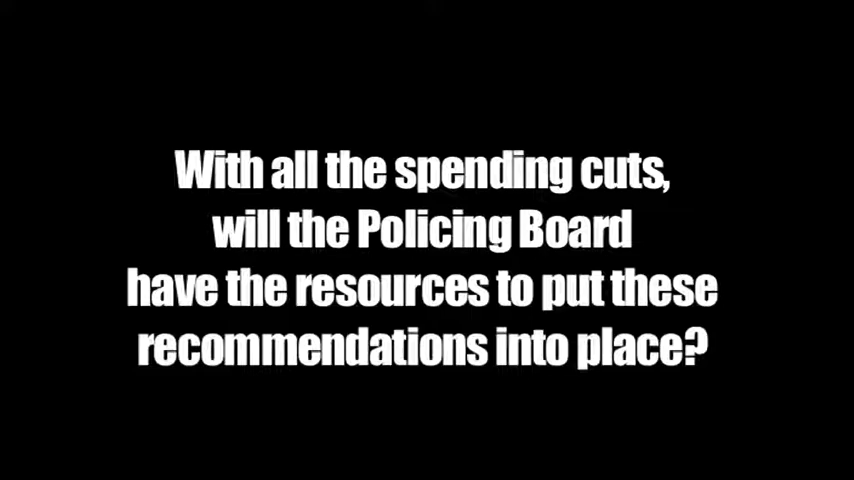 With all the spending cuts,
will the Policing Board
have the resources to put these
recommendations into place?